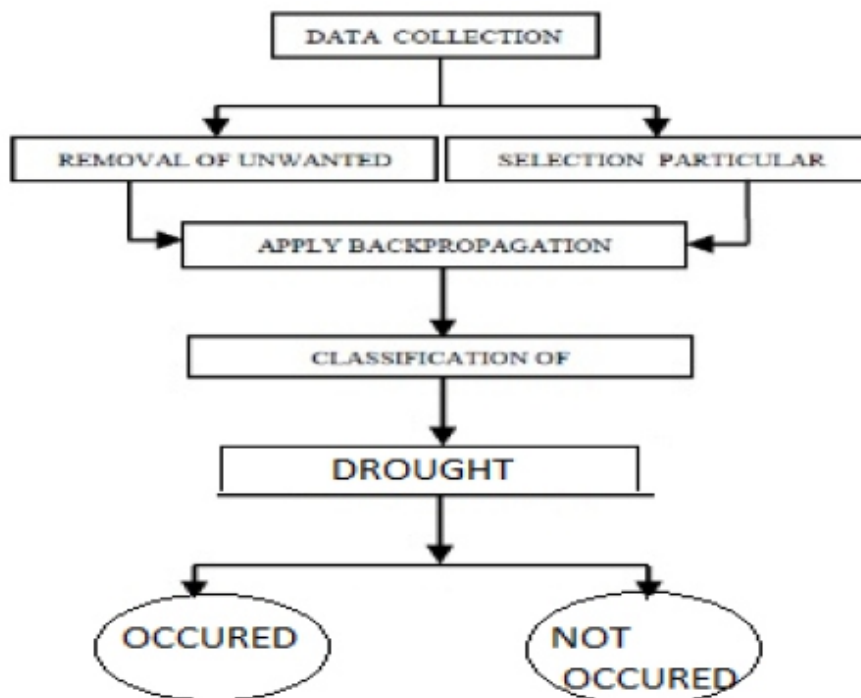 DATA COLLECTION
REMOVAL OF UNWANTED
SELECTION PARTICULAR
APPLY BACKPROPAGATION
CLASSIFICATION OF
DROUGHT
OCCURED
NOT
OCCURED